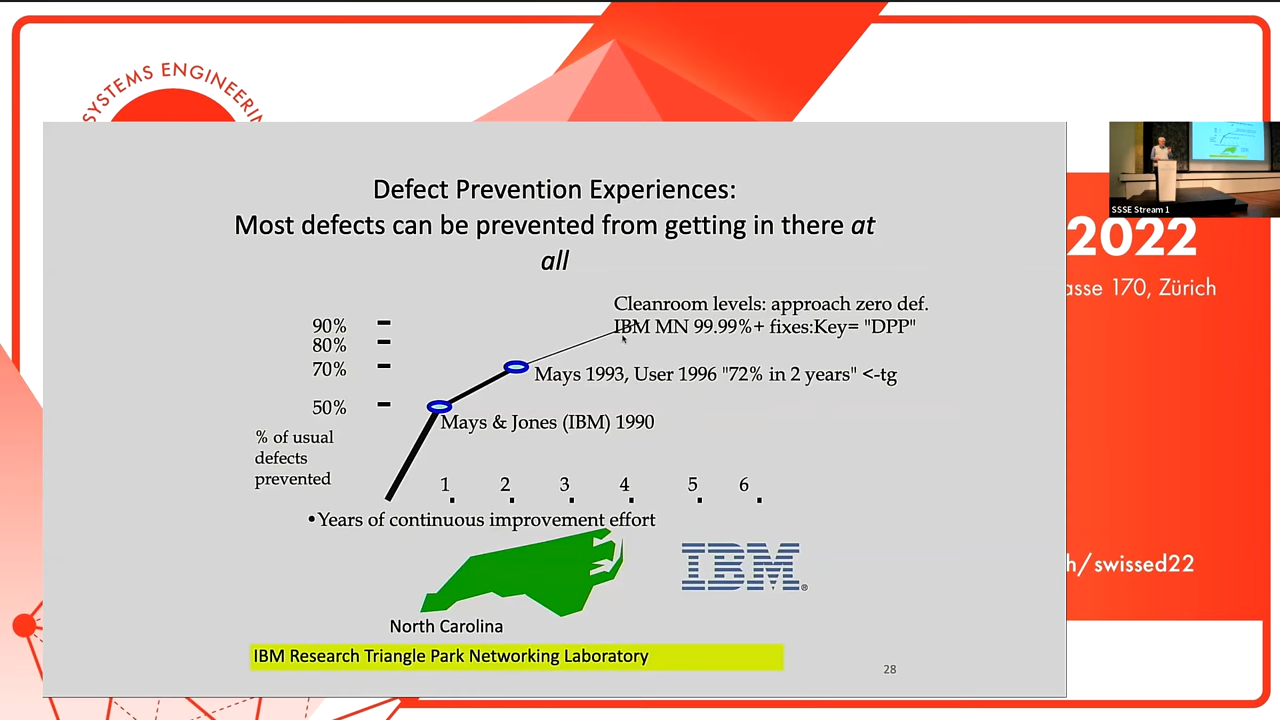 SYSTEMS ENGINEERIN
Defect Prevention Experiences:
Most defects can be prevented from getting in there at
all
Cleanroom levels: approach zero def.
IBM MN 99.99%+ fixes:Key= "DPP"
90%
80%
70%
50%
Mays 1993, User 1996 "72% in 2 years" <-tg
Mays & Jones (IBM) 1990
% of usual
defects
prevented
1 2 3 4 5 6
•Years of continuous improvement effort
IBM®
North Carolina
IBM Research Triangle Park Networking Laboratory
28
SSSE Stream 1
2022
asse 170, Zürich
h/swissed22